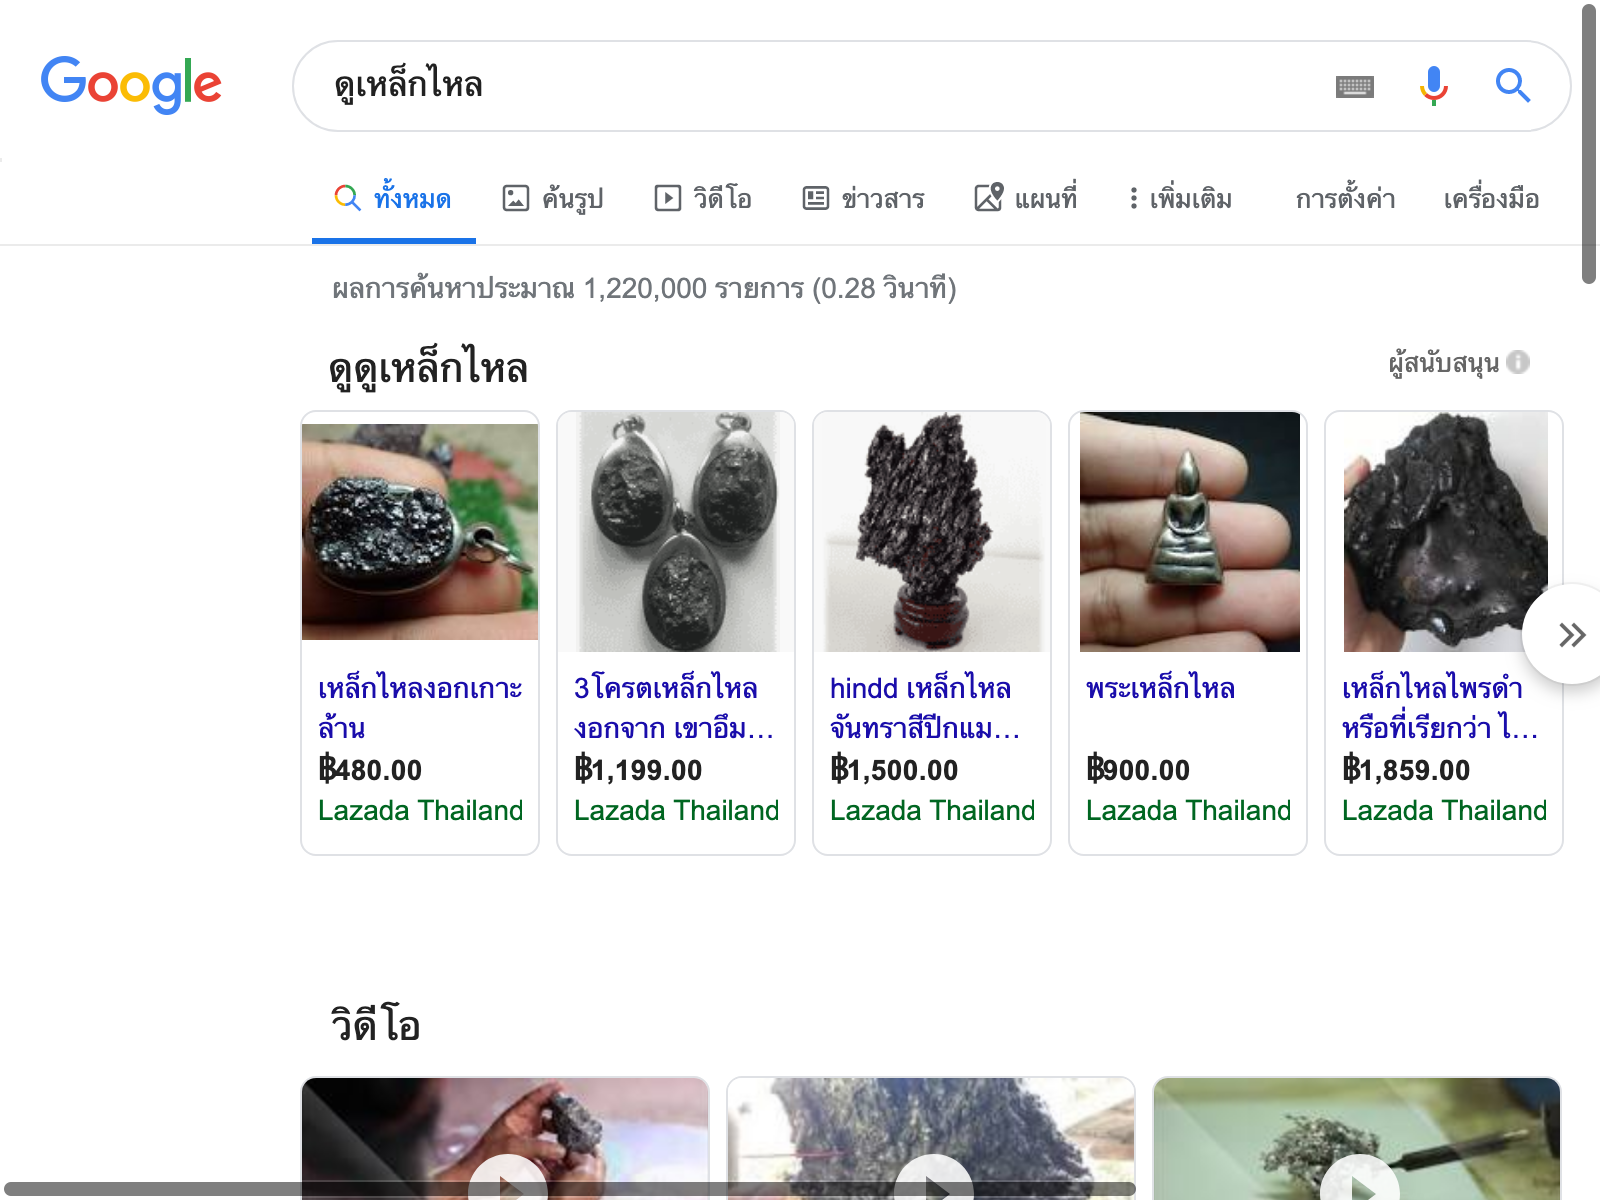 Google
ดูเหล็กไหล
ทั้งหมด ค้นรูป วิดีโอ ข่าวสาร แผนที่ เพิ่มเติม การตั้งค่า เครื่องมือ
ผลการค้นหาประมาณ 1,220,000 รายการ (0.28 วินาที)
ดูดูเหล็กไหล
ผู้สนับสนุน
เหล็กไหลงอกเกาะ
ล้าน
฿480.00
Lazada Thailand
3โครตเหล็กไหล
งอกจาก เขาอึม...
฿1,199.00
Lazada Thailand
hindd เหล็กไหล
จันทราสีปีกแม...
฿1,500.00
Lazada Thailand
พระเหล็กไหล
฿900.00
Lazada Thailand
เหล็กไหลไพรดำ
หรือที่เรียกว่า ไ...
฿1,859.00
Lazada Thailand
วิดีโอ